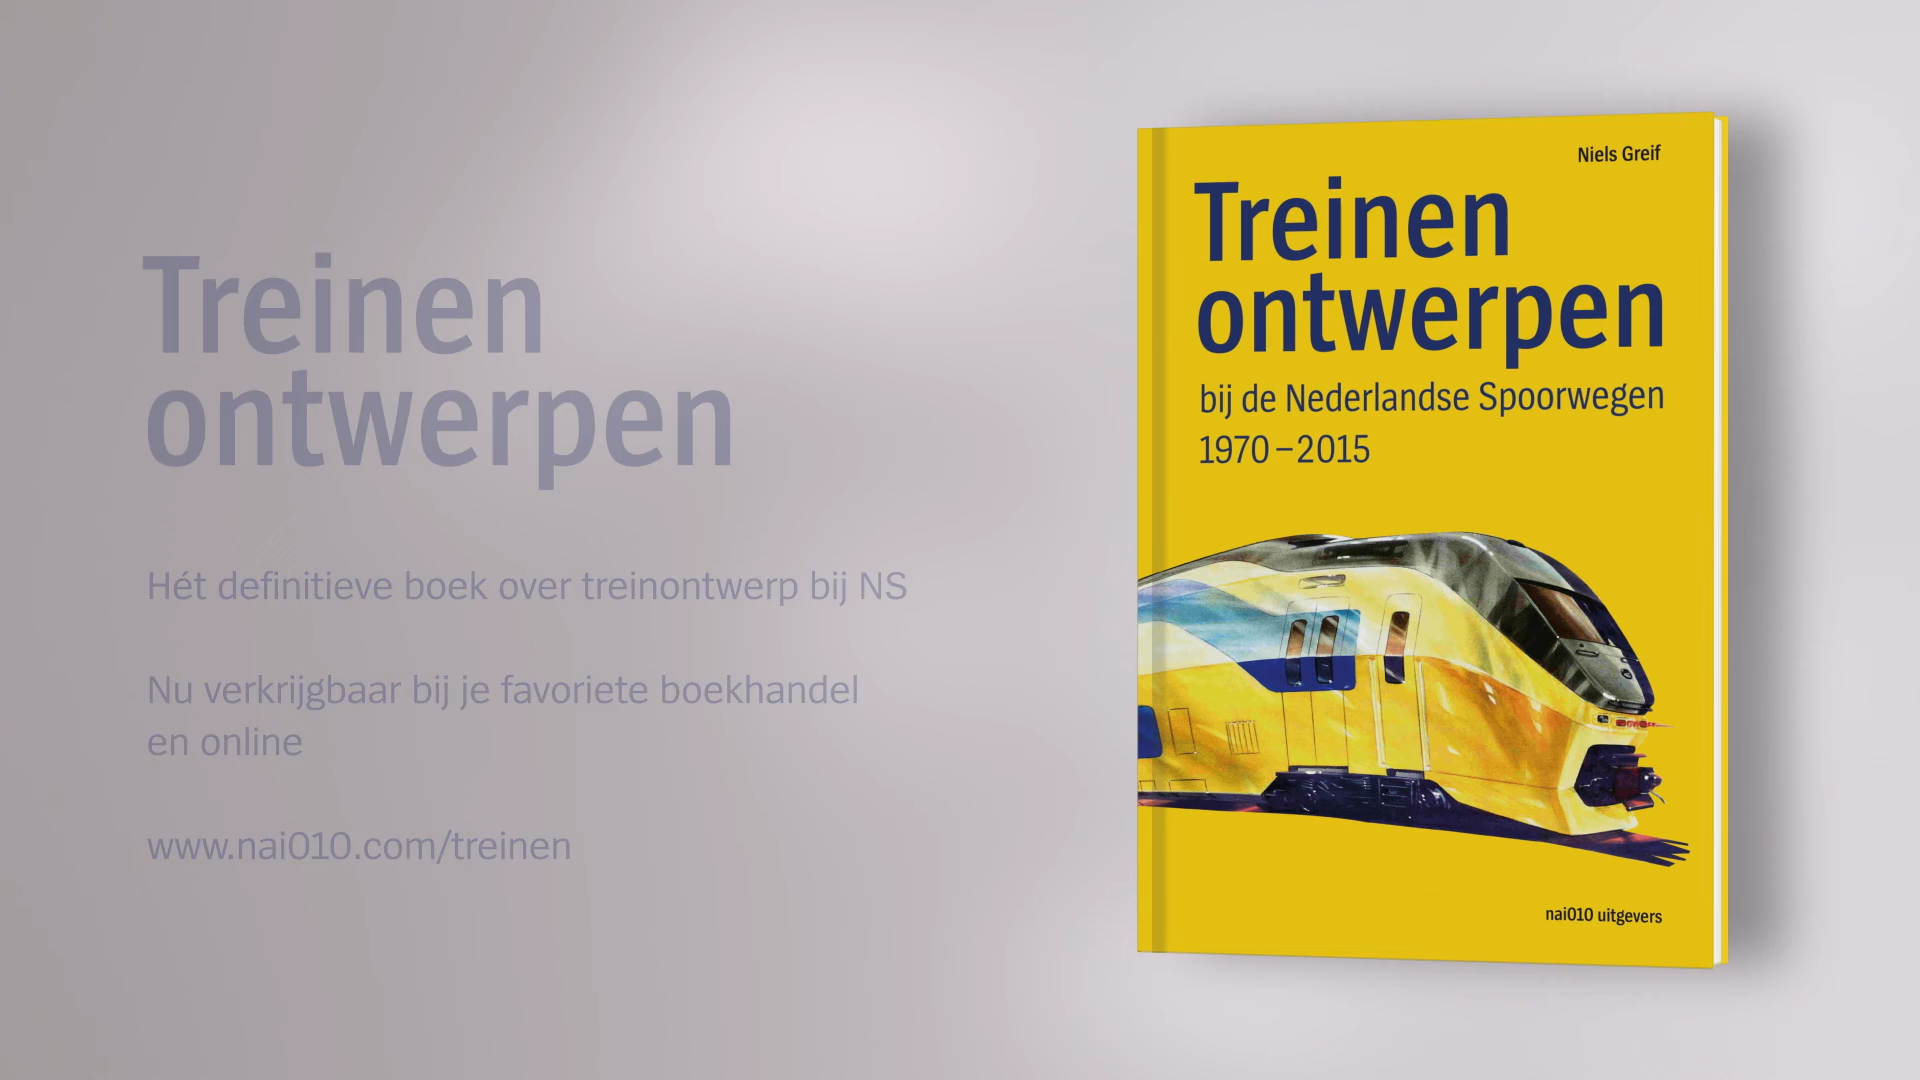 Treinen
ontwerpen
Hét definitieve boek over treinontwerp bij NS
Nu verkrijgbaar bij je favoriete boekhandel
en online
www.nai010.com/treinen
Niels Greif
Treinen
ontwerpen
bij de Nederlandse Spoorwegen
1970–2015
nai010 uitgevers